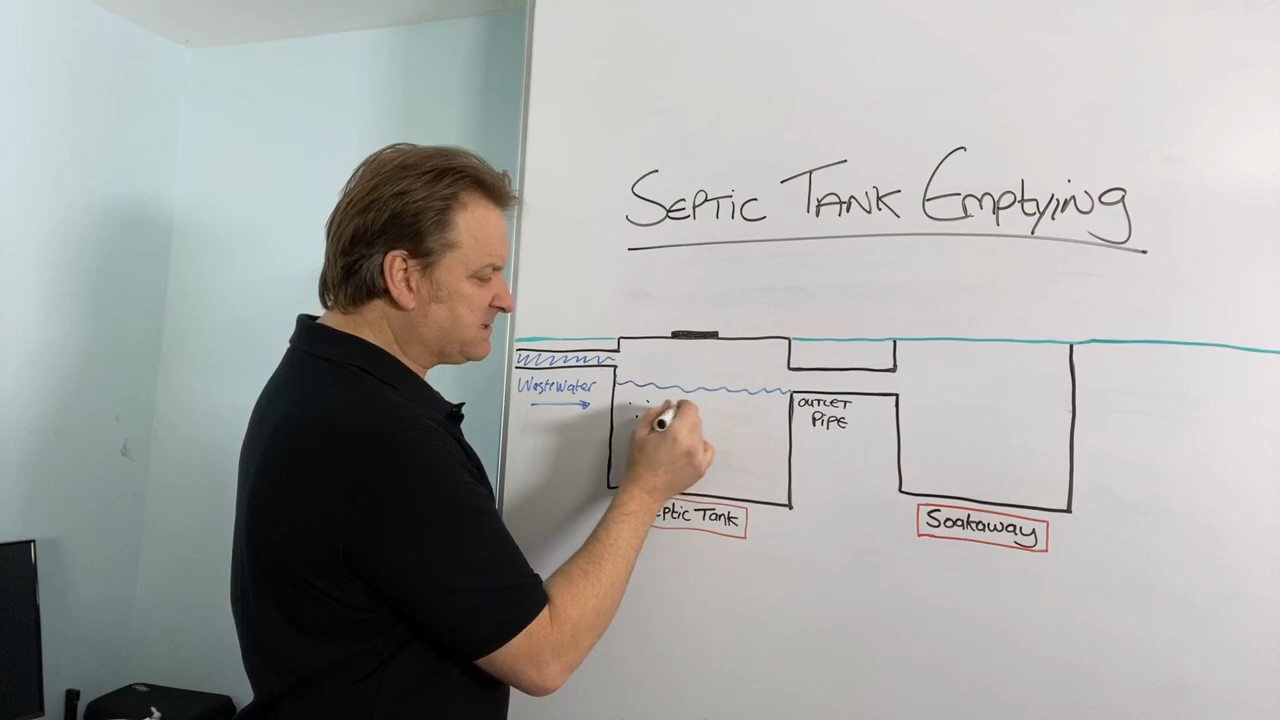 SEPTIC TANK EmptyiNG
WasteWater
OUTLET
PiPe
eptic Tank
Soakaway